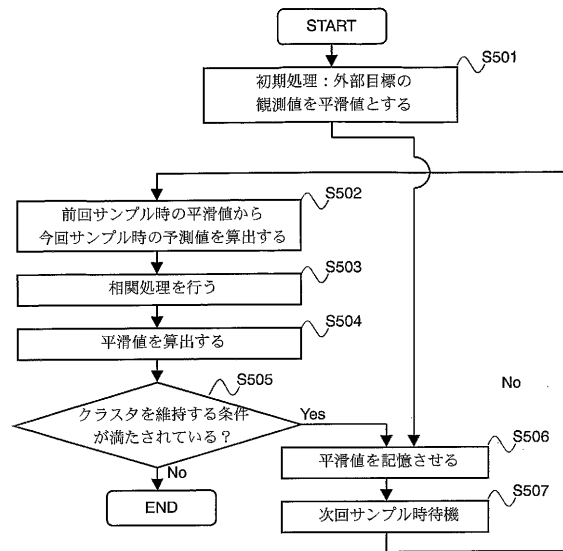 START
S501
初期処理：外部目標の
観測値を平滑値とする
S502
前回サンプル時の平滑値から
今回サンプル時の予測値を算出する
S503
相関処理を行う
S504
平滑値を算出する
S505
クラスタを維持する条件
が満たされている？
Yes
No
No
S506
平滑値を記憶させる
END
S507
次回サンプル時待機